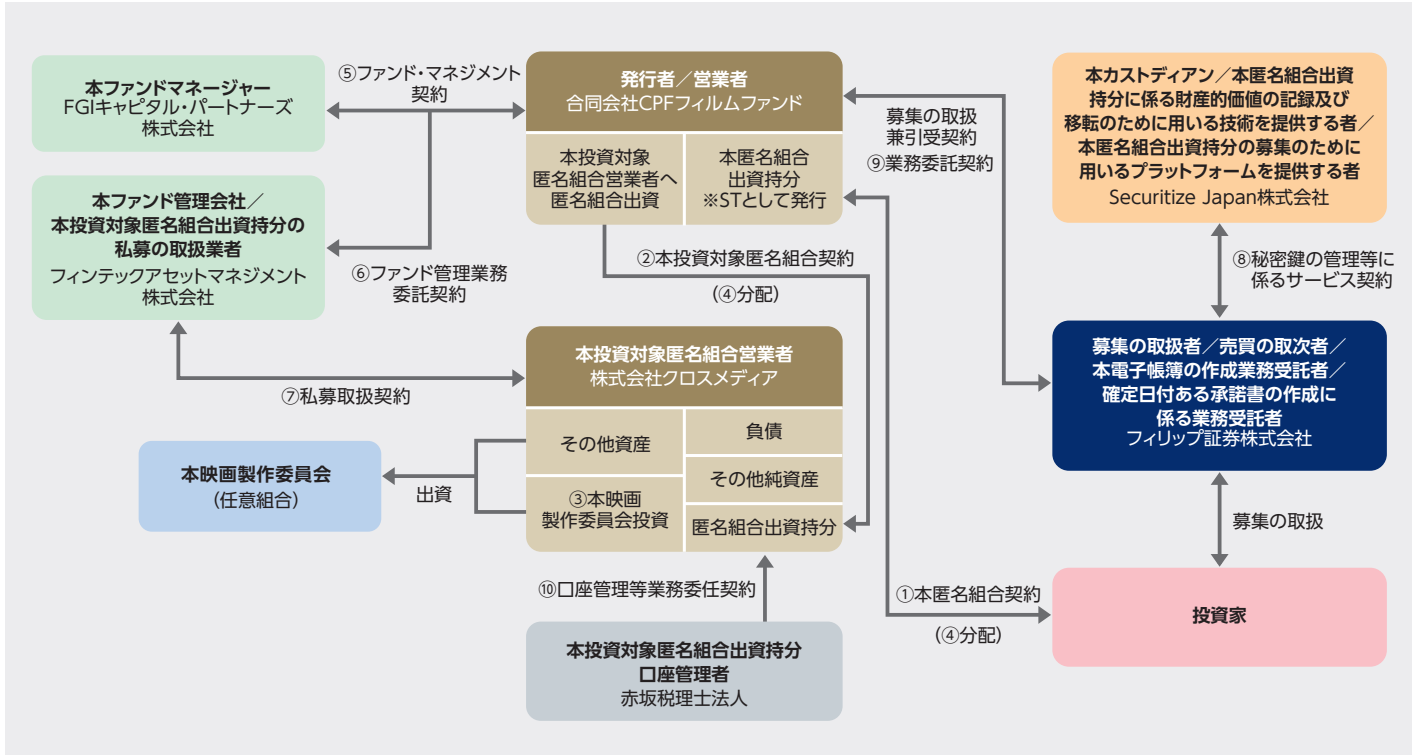 本ファンドマネージャー
FGIキャピタル・パートナーズ
株式会社
⑤ファンド・マネジメント
契約
発行者／営業者
合同会社CPFフィルムファンド
本投資対象
匿名組合営業者へ
匿名組合出資
本匿名組合
出資持分
※STとして発行
募集の取扱
兼引受契約
⑨業務委託契約
本カストディアン／本匿名組合出資
持分に係る財産的価値の記録及び
移転のために用いる技術を提供する者／
本匿名組合出資持分の募集のために
用いるプラットフォームを提供する者
Securitize Japan株式会社
本ファンド管理会社／
本投資対象匿名組合出資持分の
私募の取扱業者
フィンテックアセットマネジメント
株式会社
⑥ファンド管理業務
委託契約
②本投資対象匿名組合契約
(④分配)
⑧秘密鍵の管理等に
係るサービス契約
⑦私募取扱契約
本投資対象匿名組合営業者
株式会社クロスメディア
その他資産
③本映画
製作委員会投資
負債
その他純資産
匿名組合出資持分
募集の取扱者／売買の取次者／
本電子帳簿の作成業務受託者／
確定日付ある承諾書の作成に
係る業務受託者
フィリップ証券株式会社
本映画製作委員会
(任意組合)
出資
募集の取扱
⑩口座管理等業務委任契約
①本匿名組合契約
(④分配)
投資家
本投資対象匿名組合出資持分
口座管理者
赤坂税理士法人